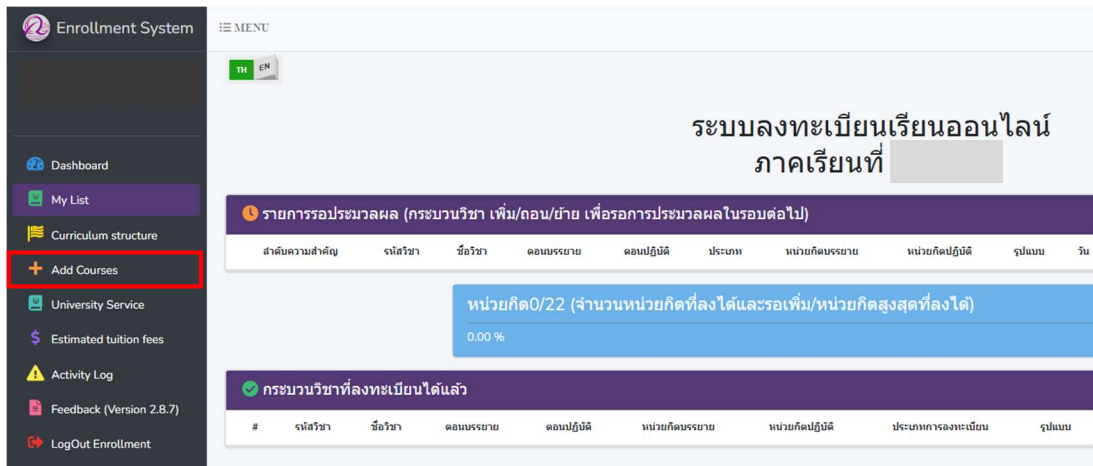 Enrollment System
MENU
TH EN
ระบบลงทะเบียนเรียนออนไลน์
ภาคเรียนที่
Dashboard
My List
Curriculum structure
Add Courses
University Service
Estimated tuition fees
Activity Log
Feedback (Version 2.8.7)
LogOut Enrollment
รายการรอประมวลผล (กระบวนวิชา เพิ่ม/ถอน/ย้าย เพื่อรอการประมวลผลในรอบต่อไป)
ลำดับความสำคัญ รหัสวิชา ชื่อวิชา ตอนบรรยาย ตอนปฏิบัติ ประเภท หน่วยกิตบรรยาย หน่วยกิตปฏิบัติ รูปแบบ วัน
หน่วยกิต0/22 (จำนวนหน่วยกิตที่ลงได้และรอเพิ่ม/หน่วยกิตสูงสุดที่ลงได้)
0.00 %
กระบวนวิชาที่ลงทะเบียนได้แล้ว
# รหัสวิชา ชื่อวิชา ตอนบรรยาย ตอนปฏิบัติ หน่วยกิตบรรยาย หน่วยกิตปฏิบัติ ประเภทการลงทะเบียน รูปแบบ